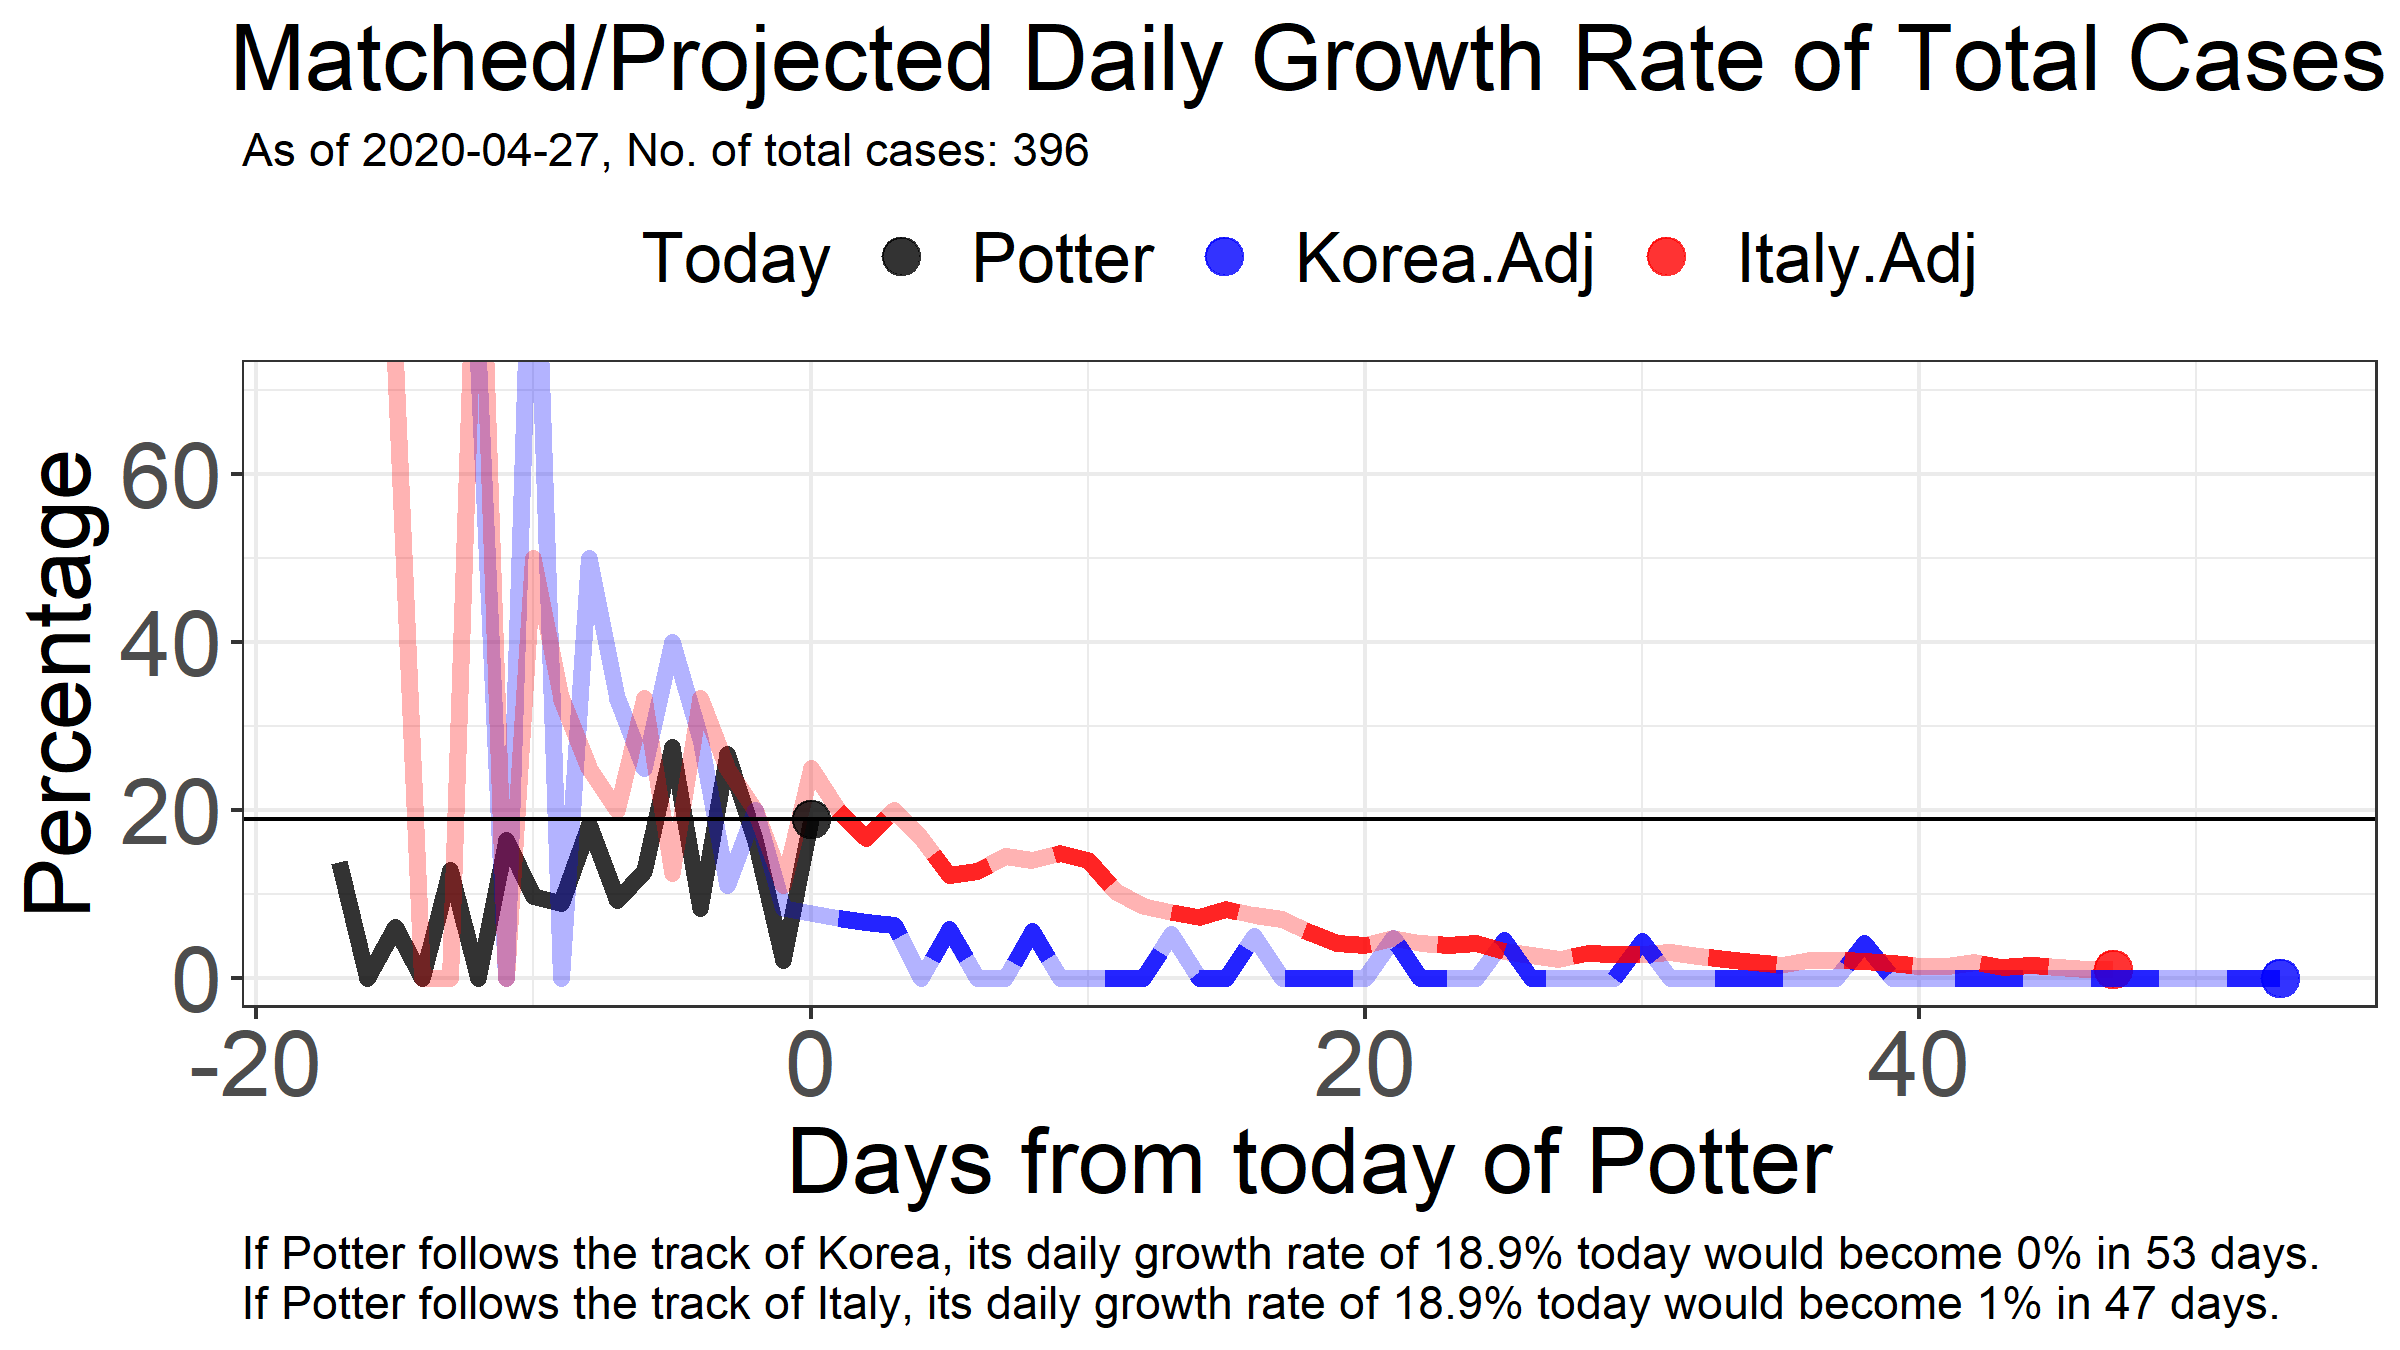 Matched/Projected Daily Growth Rate of Total Cases
As of 2020-04-27, No. of total cases: 396
Today Potter Korea.Adj Italy.Adj
Percentage
60
40
20
0
-20 0 20 40
Days from today of Potter
If Potter follows the track of Korea, its daily growth rate of 18.9% today would become 0% in 53 days.
If Potter follows the track of Italy, its daily growth rate of 18.9% today would become 1% in 47 days.